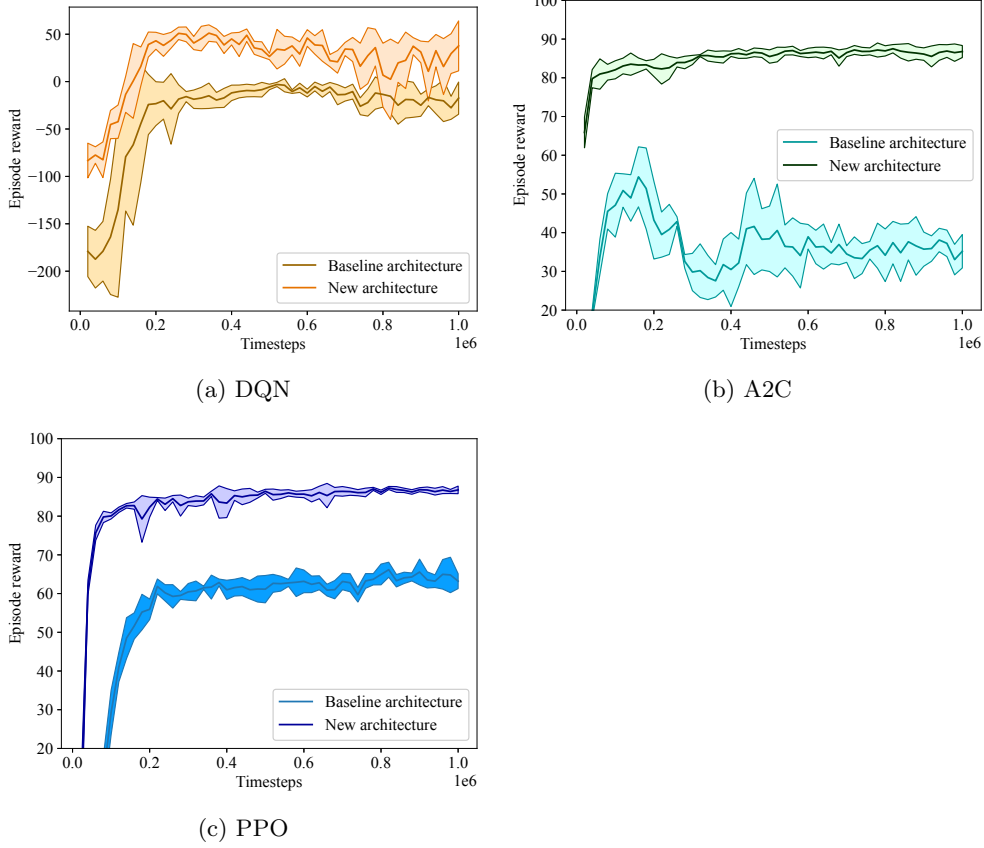 50
0
−50
−100
−150
−200
Episode reward
Baseline architecture
New architecture
0.0 0.2 0.4 0.6 0.8 1.0
Timesteps
1e6
(a) DQN
100
90
80
70
60
50
40
30
20
Episode reward
Baseline architecture
New architecture
0.0 0.2 0.4 0.6 0.8 1.0
Timesteps
1e6
(b) A2C
100
90
80
70
60
50
40
30
20
Episode reward
Baseline architecture
New architecture
0.0 0.2 0.4 0.6 0.8 1.0
Timesteps
1e6
(c) PPO